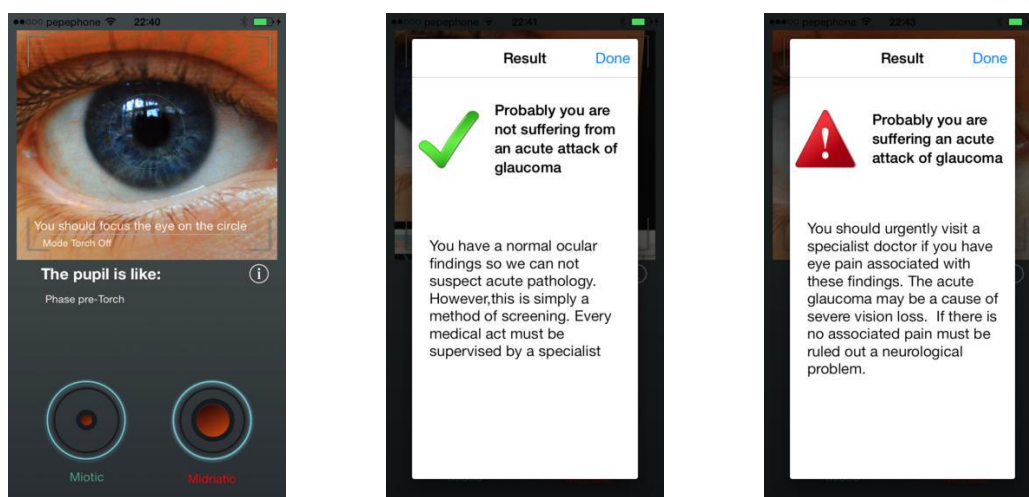 pepephone 22:40
You should focus the eye on the circle
Mode Torch Off
The pupil is like:
Phase pre-Torch
Miotic Midriatic
pepephone 22:41
Result Done
Probably you are
not suffering from
an acute attack of
glaucoma
You have a normal ocular
findings so we can not
suspect acute pathology.
However,this is simply a
method of screening. Every
medical act must be
supervised by a specialist
pepephone 22:43
Result Done
Probably you are
suffering an acute
attack of glaucoma
You should urgently visit a
specialist doctor if you have
eye pain associated with
these findings. The acute
glaucoma may be a cause of
severe vision loss. If there is
no associated pain must be
ruled out a neurological
problem.